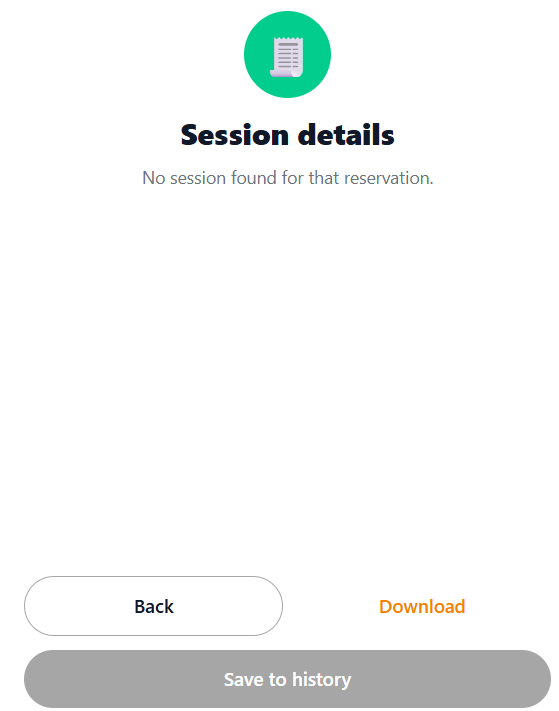 Session details
No session found for that reservation.
Back
Download
Save to history